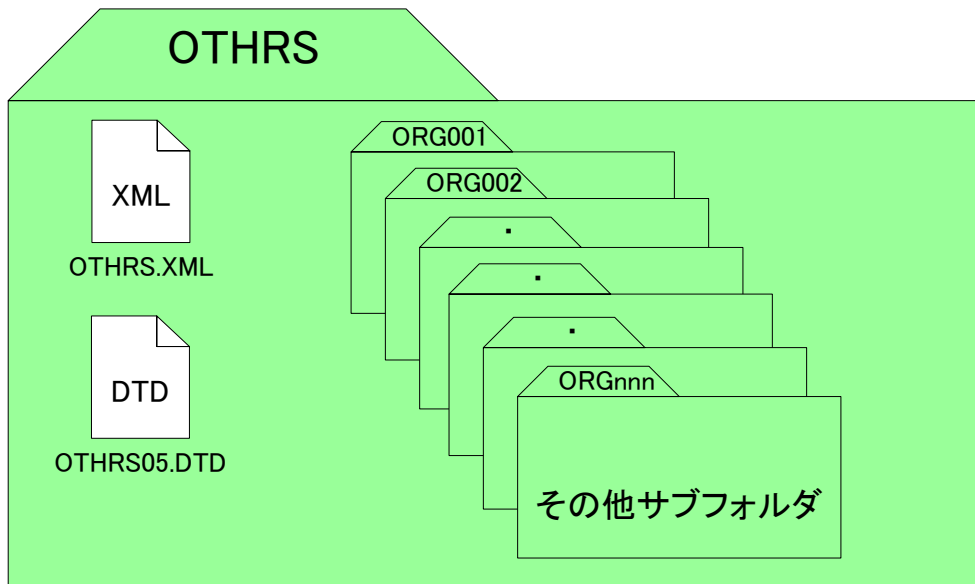 OTHRS
XML
OTHRS.XML
DTD
OTHRS05.DTD
ORG001
ORG002
・
・
・
ORGnnn
その他サブフォルダ